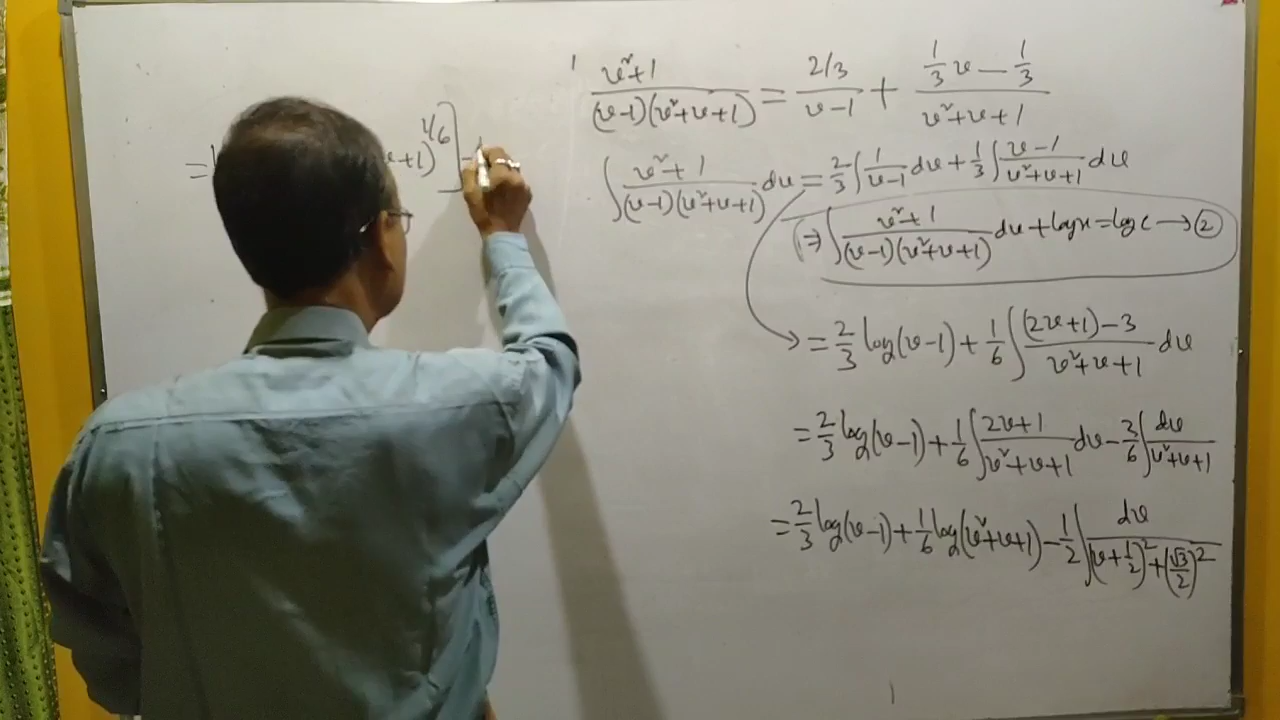 (v²+1)/((v-1)(v²+v+1)) = (2/3)/(v-1) + (1/3 v - 1/3)/(v²+v+1)
∫ (v²+1)/((v-1)(v²+v+1)) dv = 2/3 ∫ 1/(v-1) dv + 1/3 ∫ (v-1)/(v²+v+1) dv
⇒ ∫ (v²+1)/((v-1)(v²+v+1)) dv + log x = log c → ②
= 2/3 log(v-1) + 1/6 ∫ ((2v+1)-3)/(v²+v+1) dv
= 2/3 log(v-1) + 1/6 ∫ (2v+1)/(v²+v+1) dv - 3/6 ∫ dv/(v²+v+1)
= 2/3 log(v-1) + 1/6 log(v²+v+1) - 1/2 ∫ dv/((v+1/2)²+(√3/2)²)
= v+1)^(1/6)] -